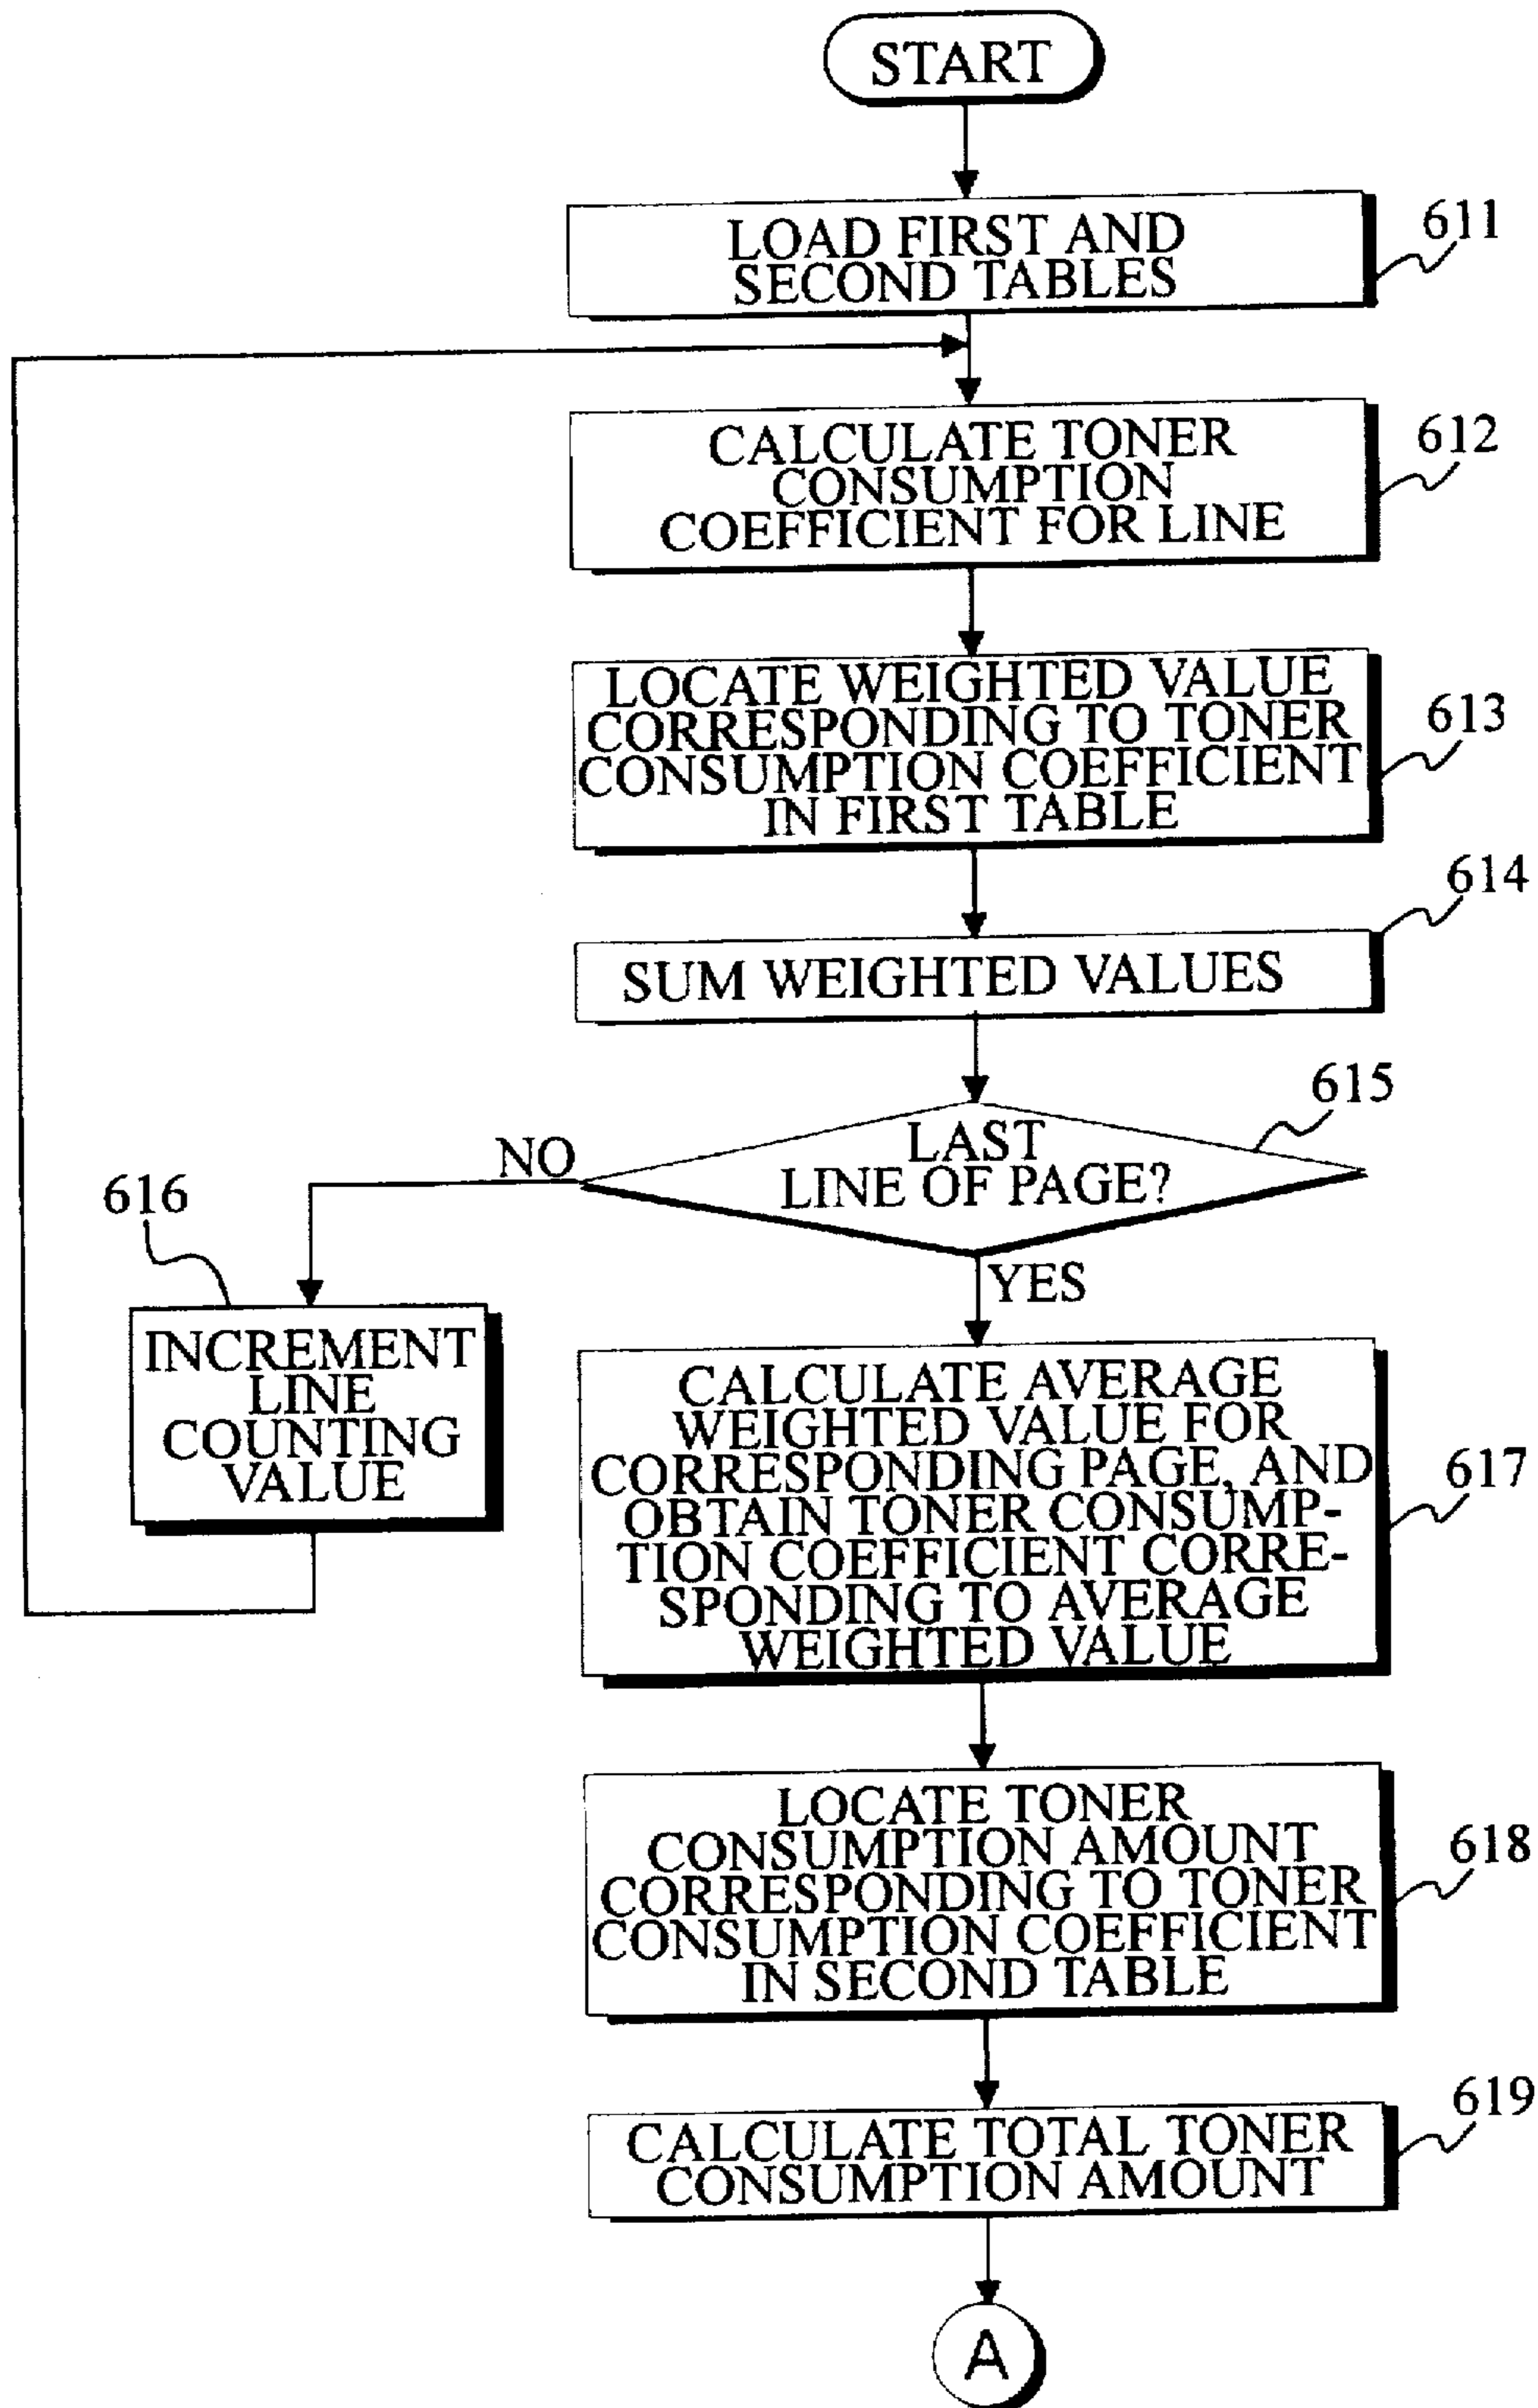 START
LOAD FIRST AND
SECOND TABLES
611
CALCULATE TONER
CONSUMPTION
COEFFICIENT FOR LINE
612
LOCATE WEIGHTED VALUE
CORRESPONDING TO TONER
CONSUMPTION COEFFICIENT
IN FIRST TABLE
613
SUM WEIGHTED VALUES
614
LAST
LINE OF PAGE?
615
NO
YES
616
INCREMENT
LINE
COUNTING
VALUE
CALCULATE AVERAGE
WEIGHTED VALUE FOR
CORRESPONDING PAGE, AND
OBTAIN TONER CONSUMP-
TION COEFFICIENT CORRE-
SPONDING TO AVERAGE
WEIGHTED VALUE
617
LOCATE TONER
CONSUMPTION AMOUNT
CORRESPONDING TO TONER
CONSUMPTION COEFFICIENT
IN SECOND TABLE
618
CALCULATE TOTAL TONER
CONSUMPTION AMOUNT
619
A